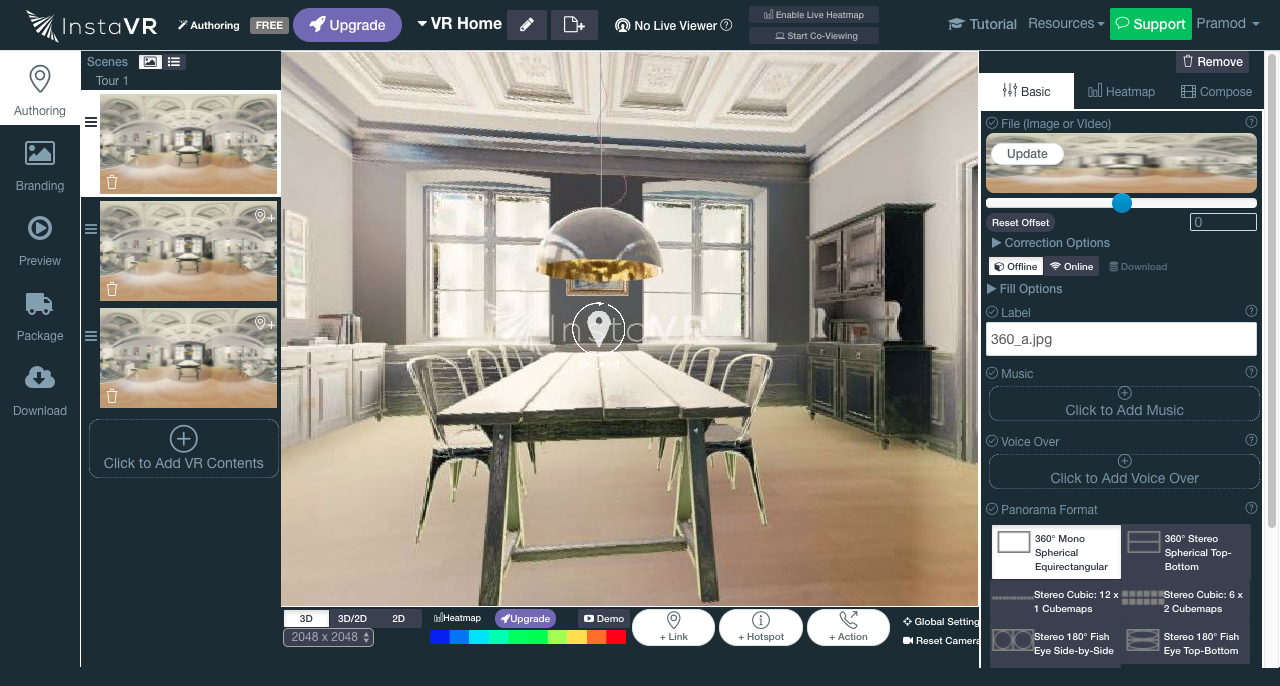 InstaVR
Authoring
FREE
Upgrade
VR Home
No Live Viewer
Enable Live Heatmap
Start Co-Viewing
Tutorial
Resources
Support
Pramod
Authoring
Branding
Preview
Package
Download
Scenes
Tour 1
Click to Add VR Contents
InstaVR
3D
3D/2D
2D
2048 x 2048
Heatmap
Upgrade
Demo
+ Link
+ Hotspot
+ Action
Global Setting
Reset Camera
Remove
Basic
Heatmap
Compose
File (Image or VIdeo)
Update
Reset Offset
0
Correction Options
Offline
Online
Download
Fill Options
Label
360_a.jpg
Music
Click to Add Music
Voice Over
Click to Add Voice Over
Panorama Format
360° Mono
Spherical
Equirectangular
360° Stereo
Spherical Top-
Bottom
Stereo Cubic: 12 x
1 Cubemaps
Stereo Cubic: 6 x
2 Cubemaps
Stereo 180° Fish
Eye Side-by-Side
Stereo 180° Fish
Eye Top-Bottom